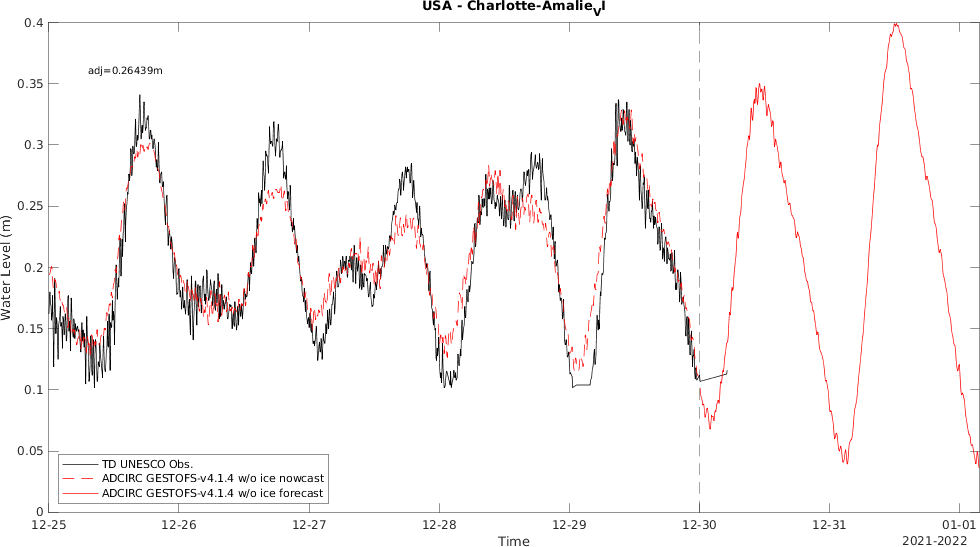 USA - Charlotte-Amalie_VI
adj=0.26439m
0.4
0.35
0.3
0.25
0.2
0.15
0.1
0.05
0
Water Level (m)
TD UNESCO Obs.
ADCIRC GESTOFS-v4.1.4 w/o ice nowcast
ADCIRC GESTOFS-v4.1.4 w/o ice forecast
12-25 12-26 12-27 12-28 12-29 12-30 12-31 01-01
Time
2021-2022